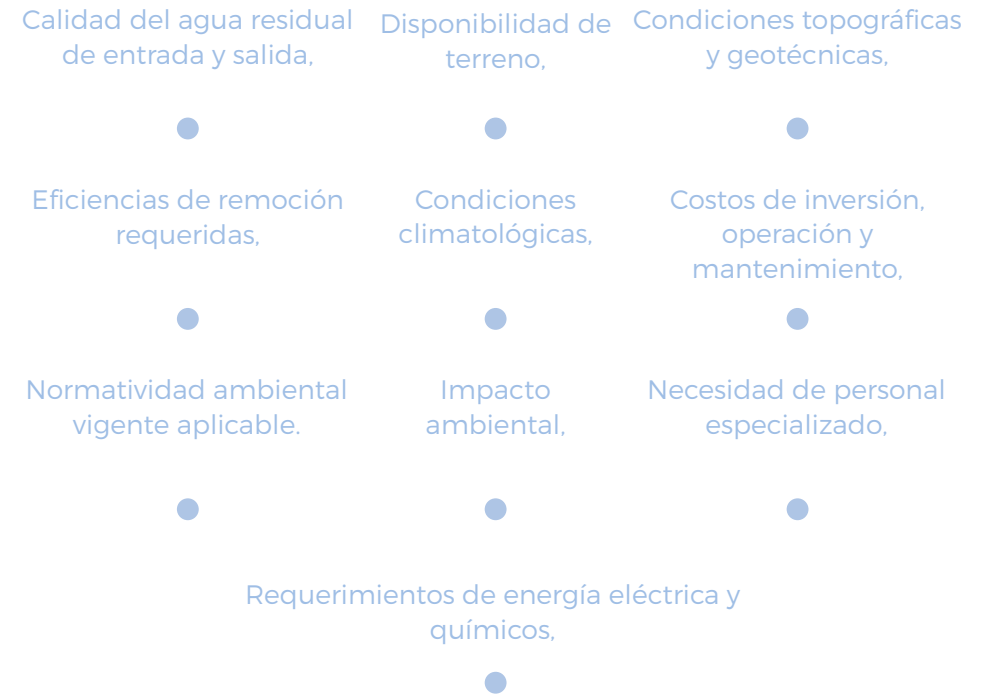 Calidad del agua residual
de entrada y salida,
Disponibilidad de
terreno,
Condiciones topográficas
y geotécnicas,
Eficiencias de remoción
requeridas,
Condiciones
climatológicas,
Costos de inversión,
operación y
mantenimiento,
Normatividad ambiental
vigente aplicable.
Impacto
ambiental,
Necesidad de personal
especializado,
Requerimientos de energía eléctrica y
químicos,